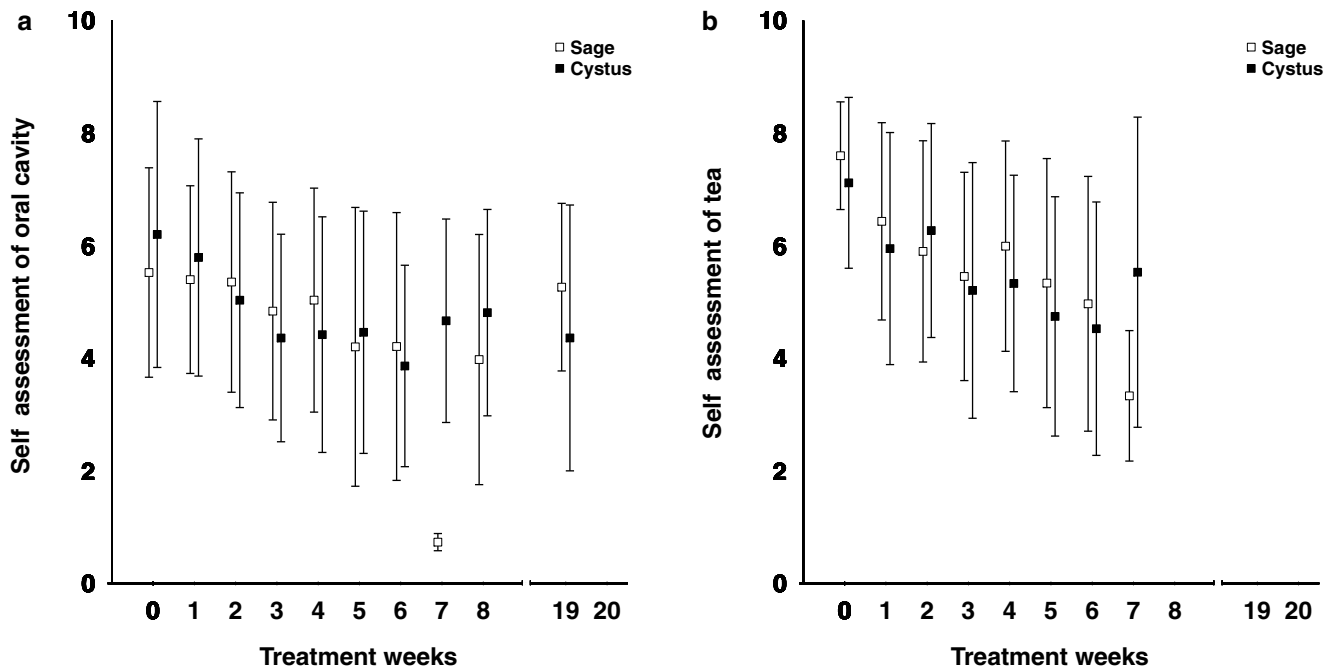 a
Self assessment of oral cavity
10
8
6
4
2
0
Sage
Cystus
0 1 2 3 4 5 6 7 8 19 20
Treatment weeks
b
Self assessment of tea
10
8
6
4
2
0
Sage
Cystus
0 1 2 3 4 5 6 7 8 19 20
Treatment weeks